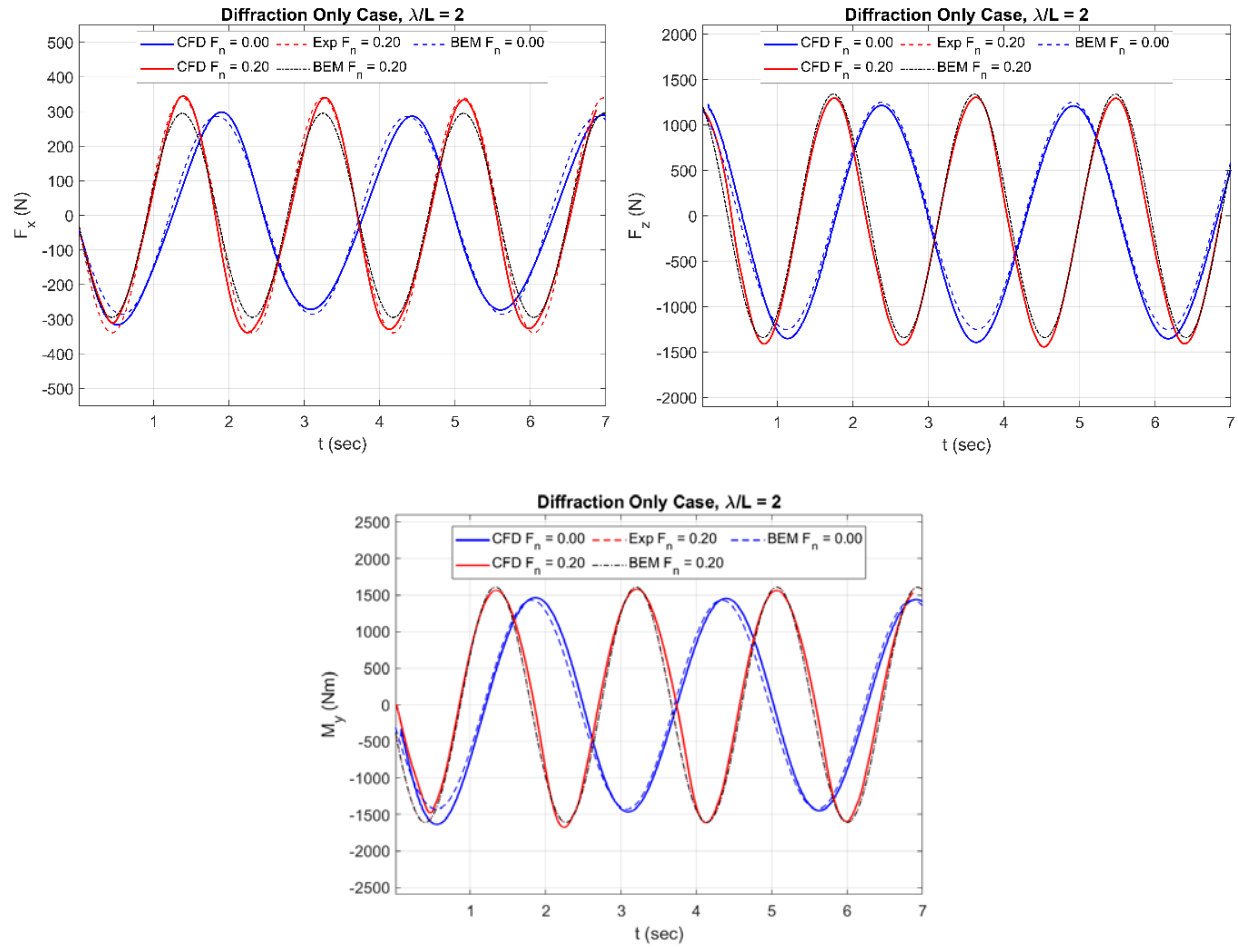 Diffraction Only Case, λ/L = 2
CFD Fn = 0.00 Exp Fn = 0.20 BEM Fn = 0.00
CFD Fn = 0.20 BEM Fn = 0.20
500
400
300
200
100
0
-100
-200
-300
-400
-500
Fx (N)
1 2 3 4 5 6 7
t (sec)
Diffraction Only Case, λ/L = 2
CFD Fn = 0.00 Exp Fn = 0.20 BEM Fn = 0.00
CFD Fn = 0.20 BEM Fn = 0.20
2000
1500
1000
500
0
-500
-1000
-1500
-2000
Fz (N)
1 2 3 4 5 6 7
t (sec)
Diffraction Only Case, λ/L = 2
CFD Fn = 0.00 Exp Fn = 0.20 BEM Fn = 0.00
CFD Fn = 0.20 BEM Fn = 0.20
2500
2000
1500
1000
500
0
-500
-1000
-1500
-2000
-2500
My (Nm)
1 2 3 4 5 6 7
t (sec)